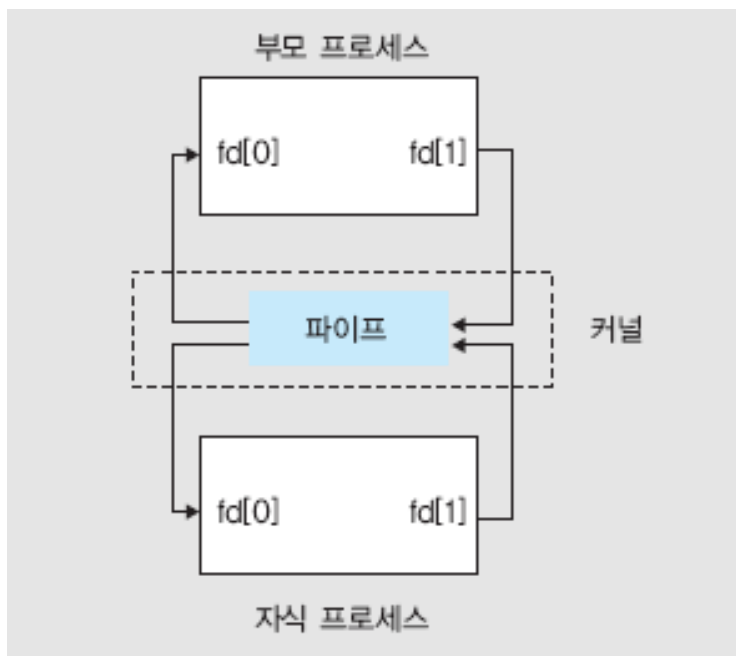 부모 프로세스
fd[0] fd[1]
파이프
커널
fd[0] fd[1]
자식 프로세스